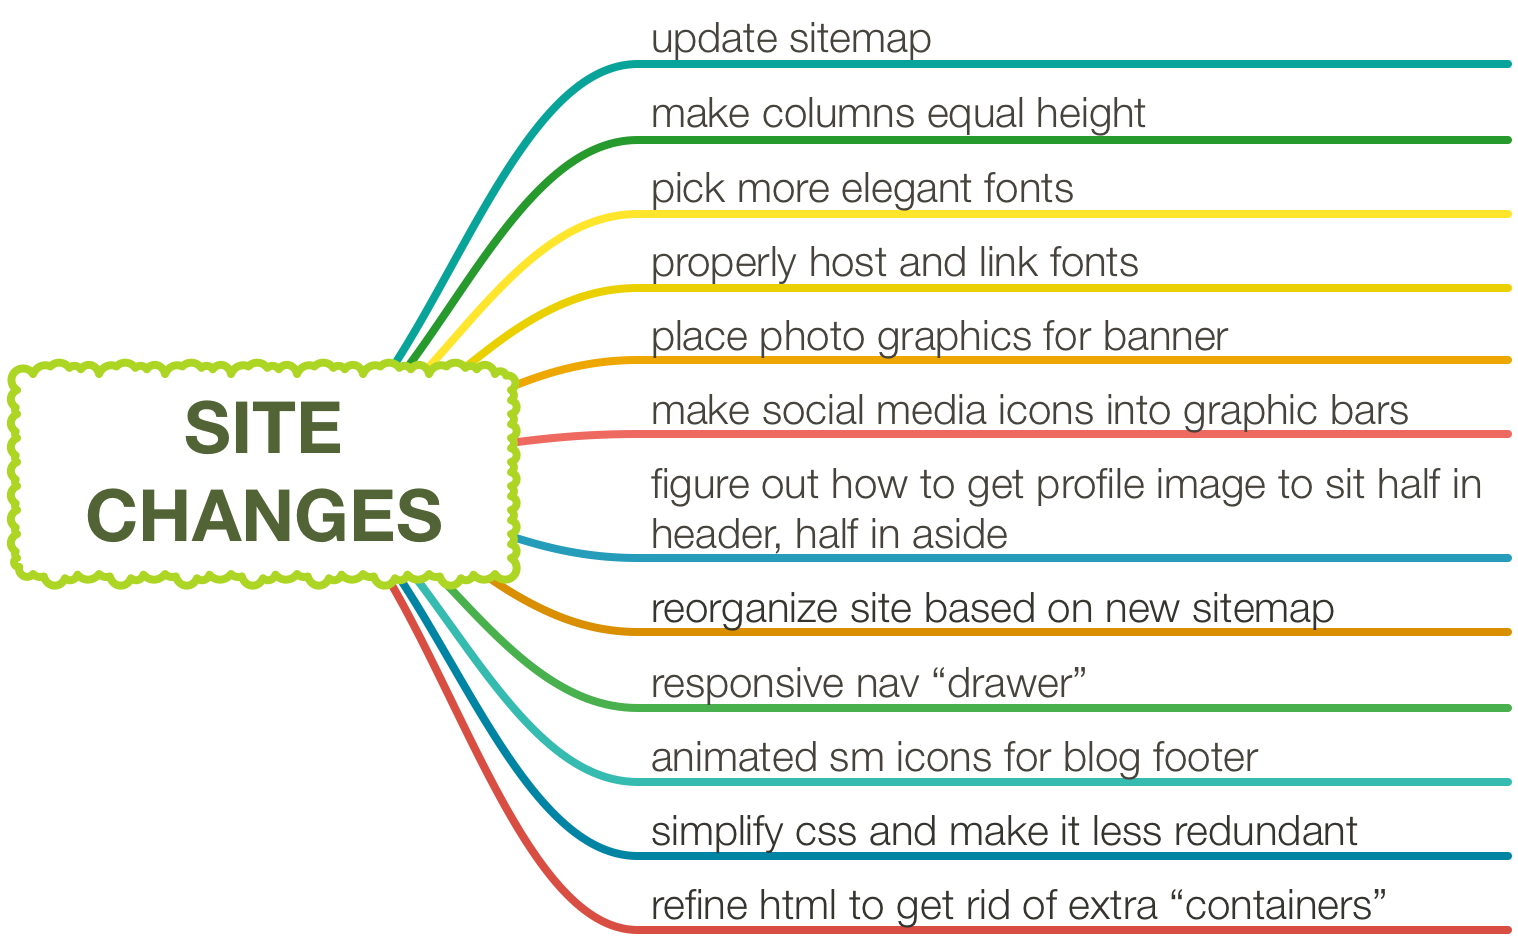 update sitemap
make columns equal height
pick more elegant fonts
properly host and link fonts
place photo graphics for banner
make social media icons into graphic bars
SITE
CHANGES
figure out how to get profile image to sit half in
header, half in aside
reorganize site based on new sitemap
responsive nav “drawer”
animated sm icons for blog footer
simplify css and make it less redundant
refine html to get rid of extra “containers”